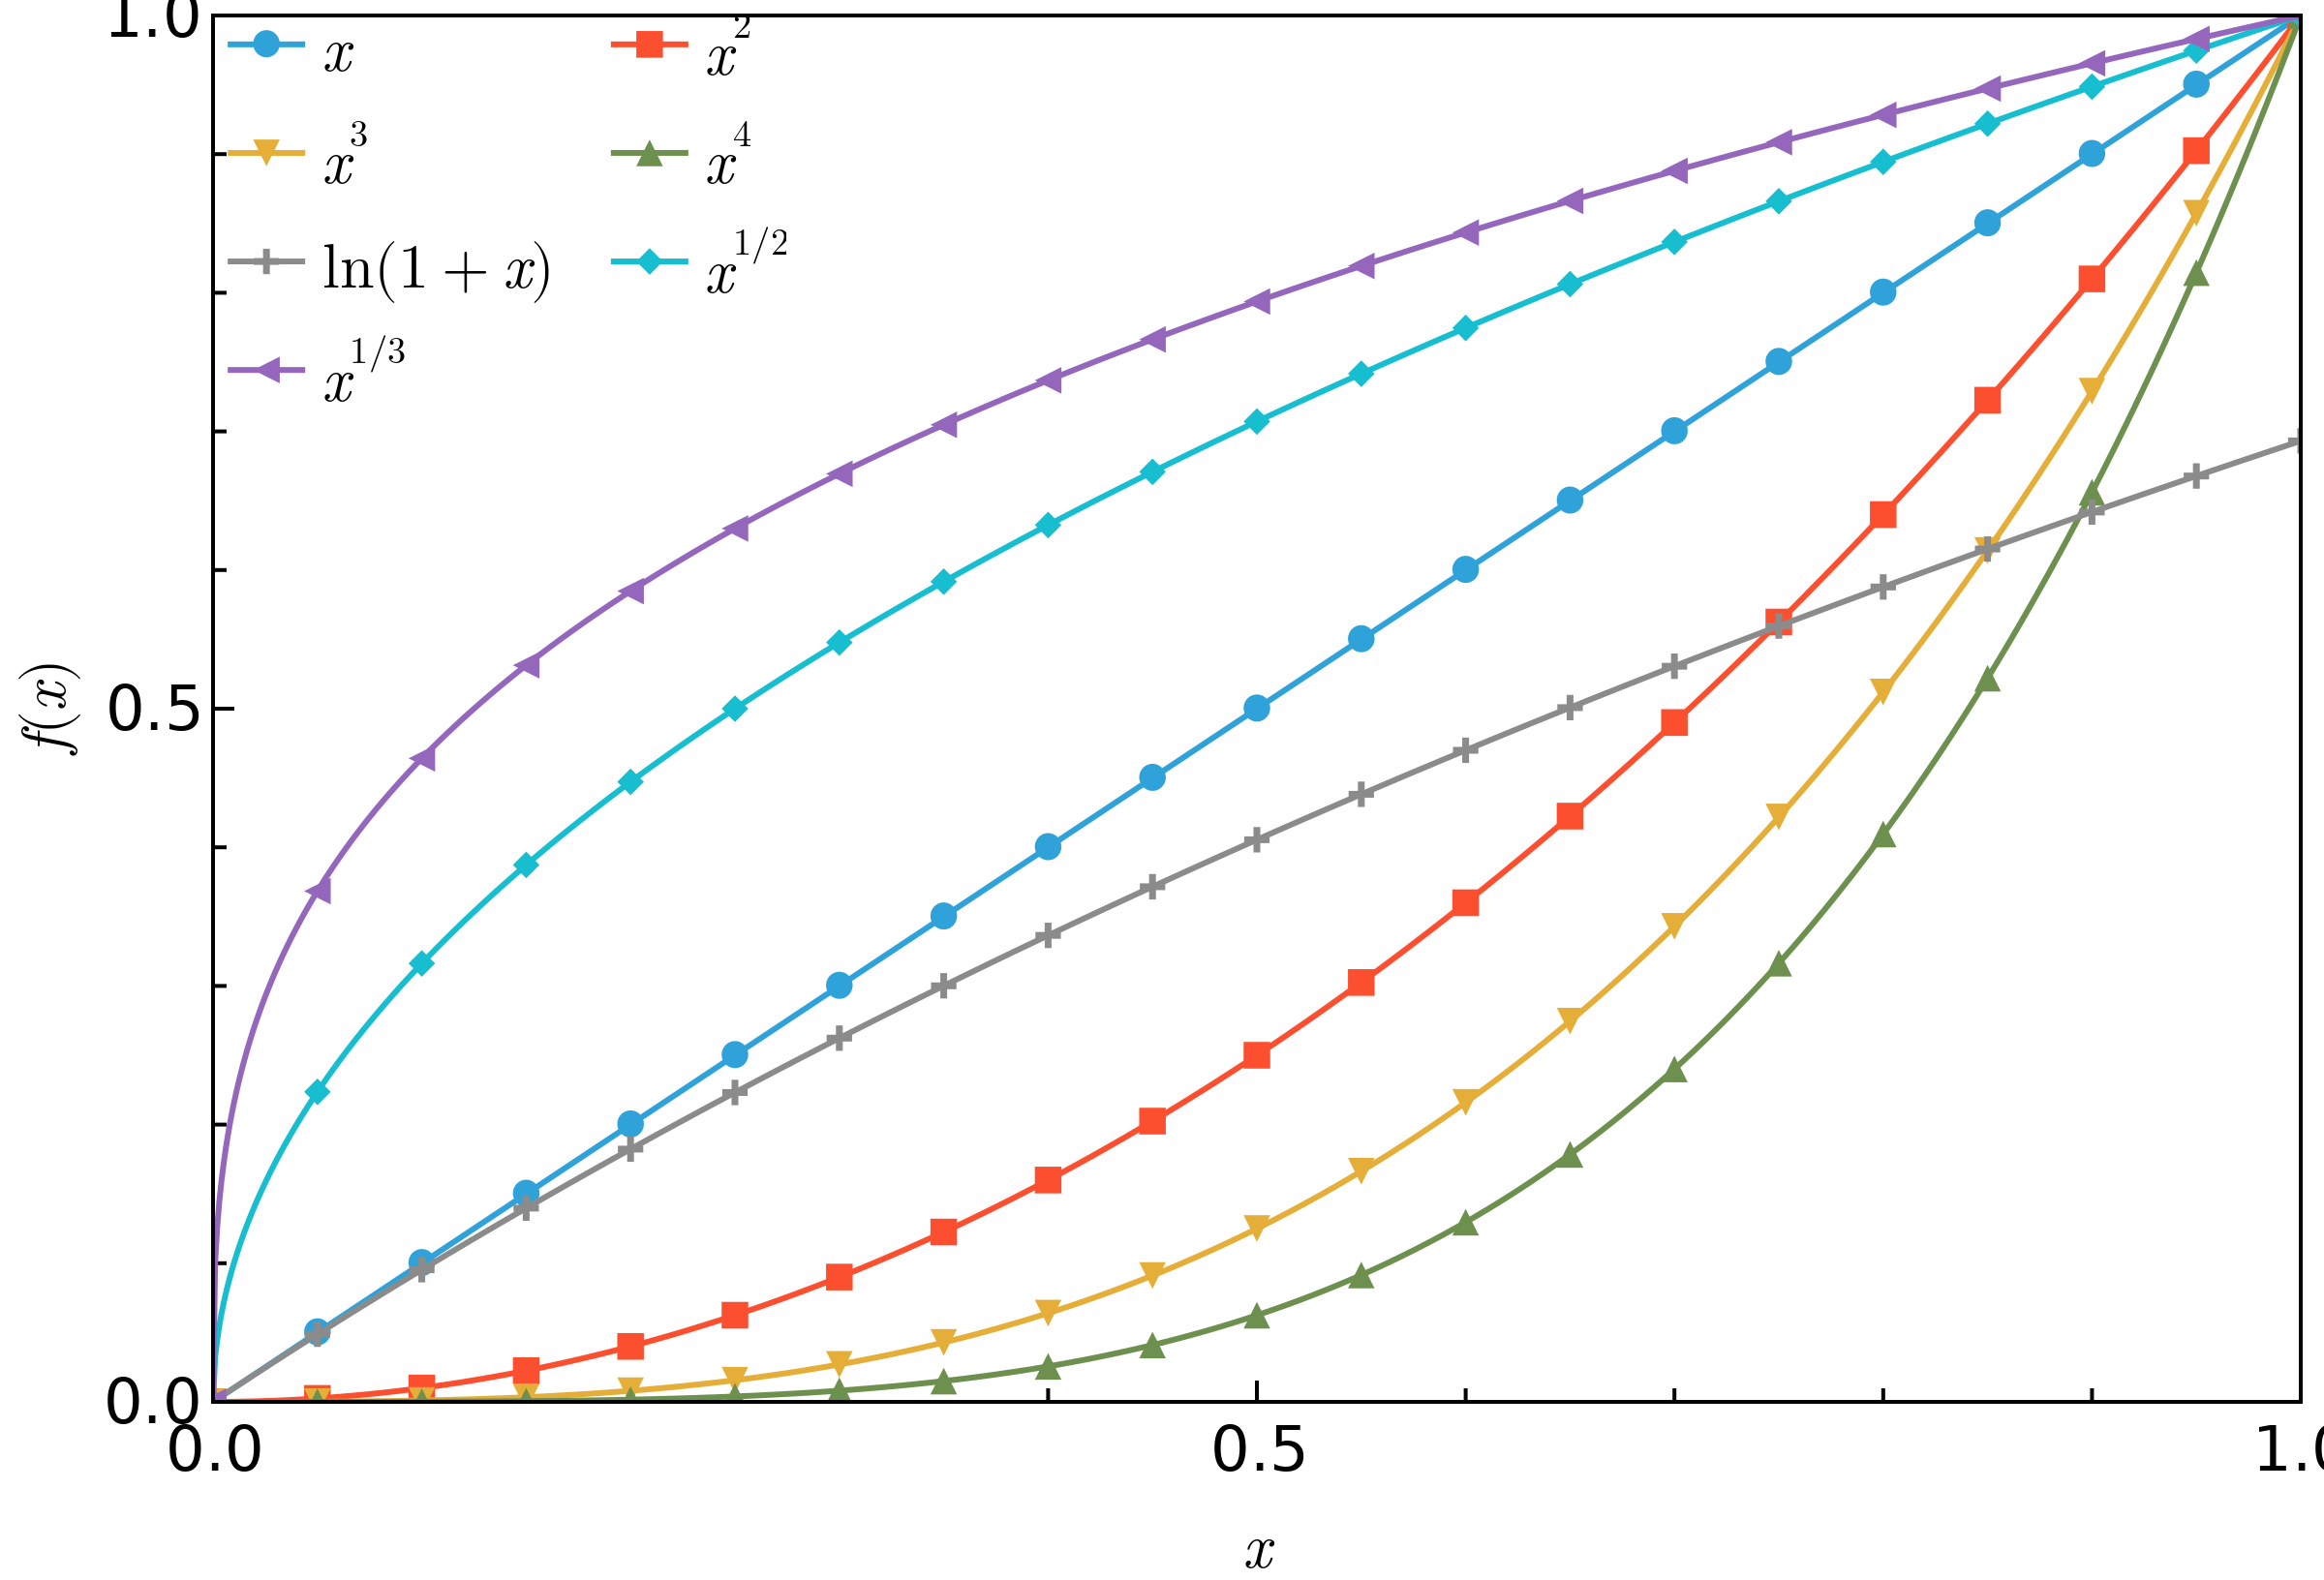 1.0
x x^2
x^3 x^4
ln(1 + x) x^{1/2}
x^{1/3}
f(x)
0.5
0.0
0.0 0.5 1.0
x